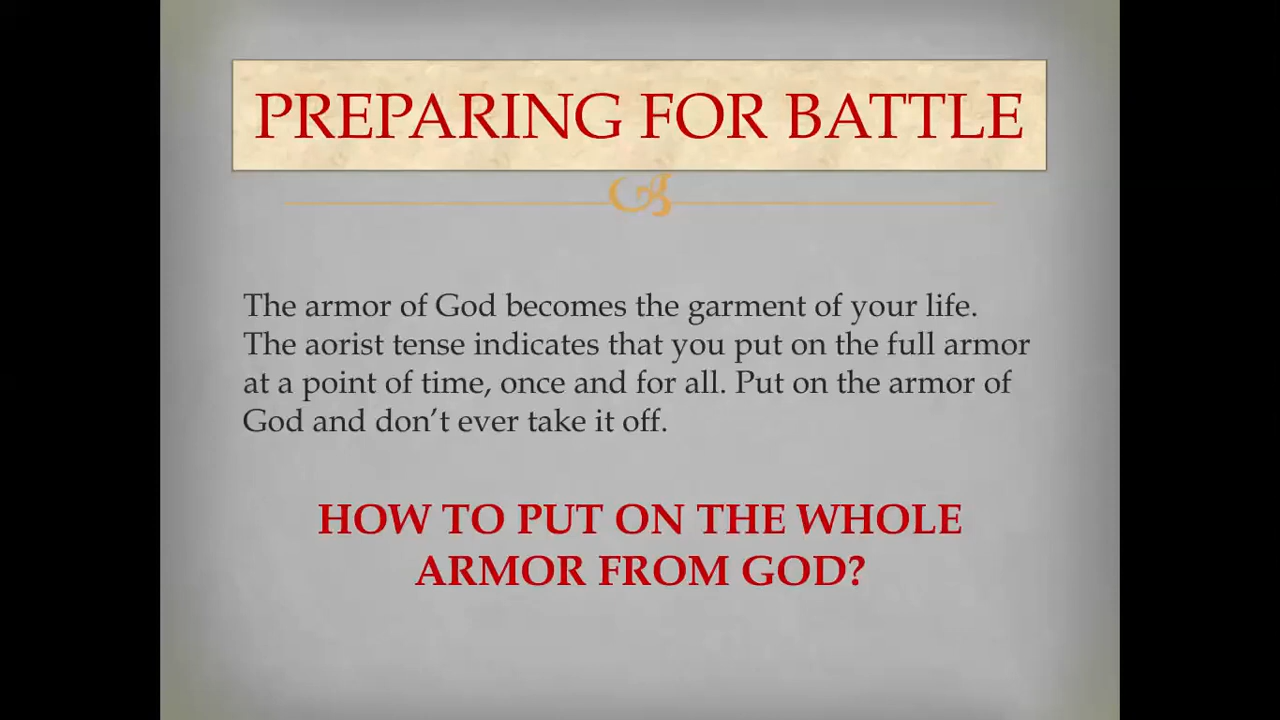 PREPARING FOR BATTLE
The armor of God becomes the garment of your life.
The aorist tense indicates that you put on the full armor
at a point of time, once and for all. Put on the armor of
God and don’t ever take it off.
HOW TO PUT ON THE WHOLE
ARMOR FROM GOD?